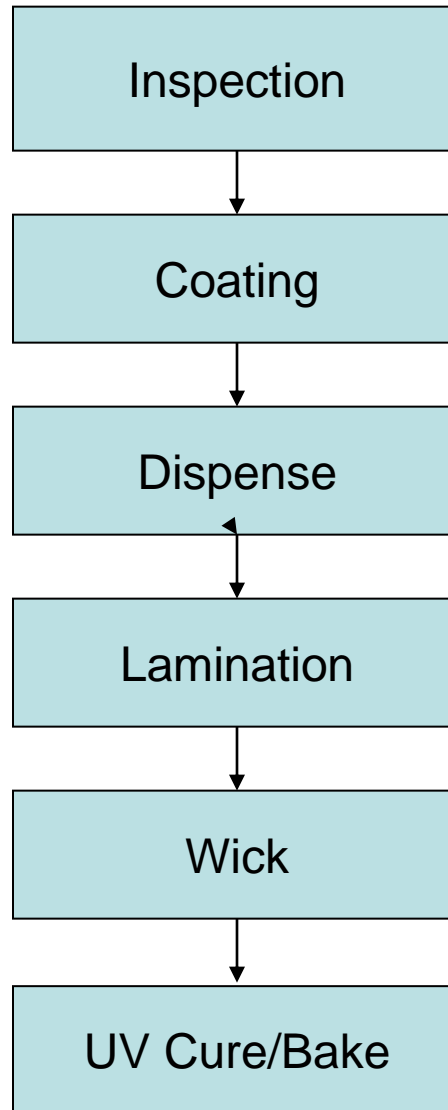 Inspection
Coating
Dispense
Lamination
Wick
UV Cure/Bake